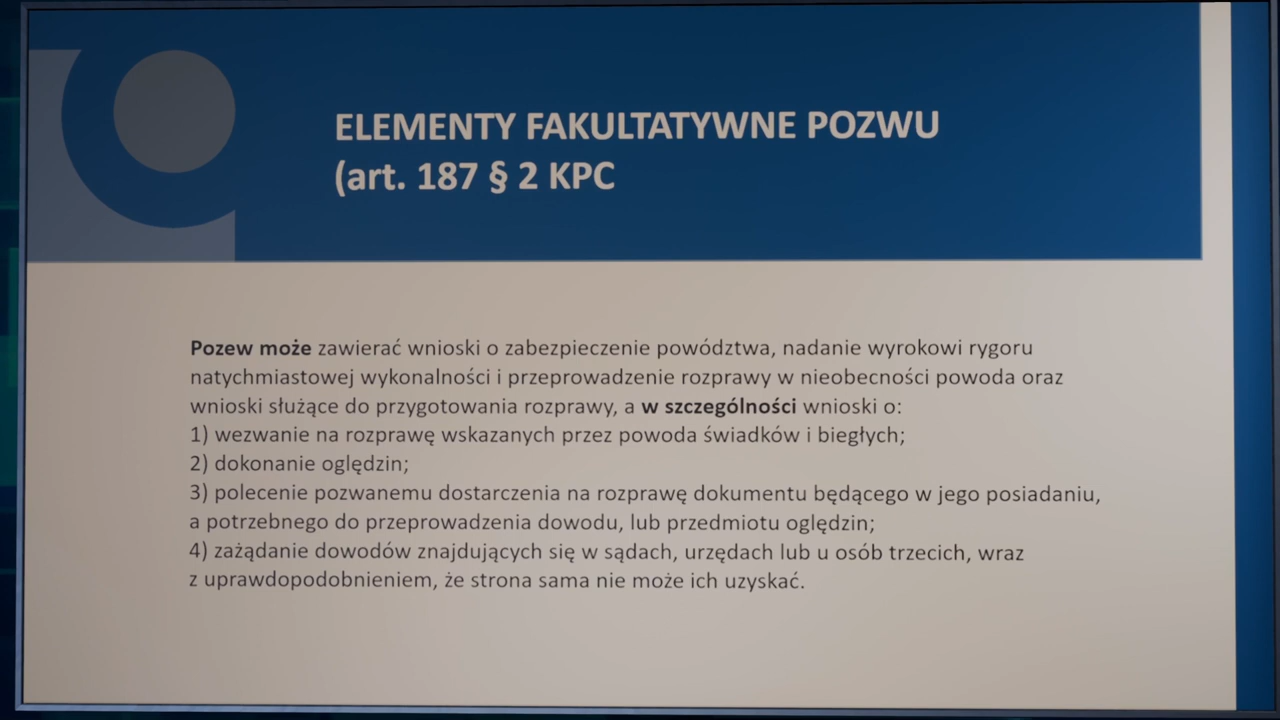 ELEMENTY FAKULTATYWNE POZWU
(art. 187 § 2 KPC
Pozew może zawierać wnioski o zabezpieczenie powództwa, nadanie wyrokowi rygoru
natychmiastowej wykonalności i przeprowadzenie rozprawy w nieobecności powoda oraz
wnioski służące do przygotowania rozprawy, a w szczególności wnioski o:
1) wezwanie na rozprawę wskazanych przez powoda świadków i biegłych;
2) dokonanie oględzin;
3) polecenie pozwanemu dostarczenia na rozprawę dokumentu będącego w jego posiadaniu,
a potrzebnego do przeprowadzenia dowodu, lub przedmiotu oględzin;
4) zażądanie dowodów znajdujących się w sądach, urzędach lub u osób trzecich, wraz
z uprawdopodobnieniem, że strona sama nie może ich uzyskać.